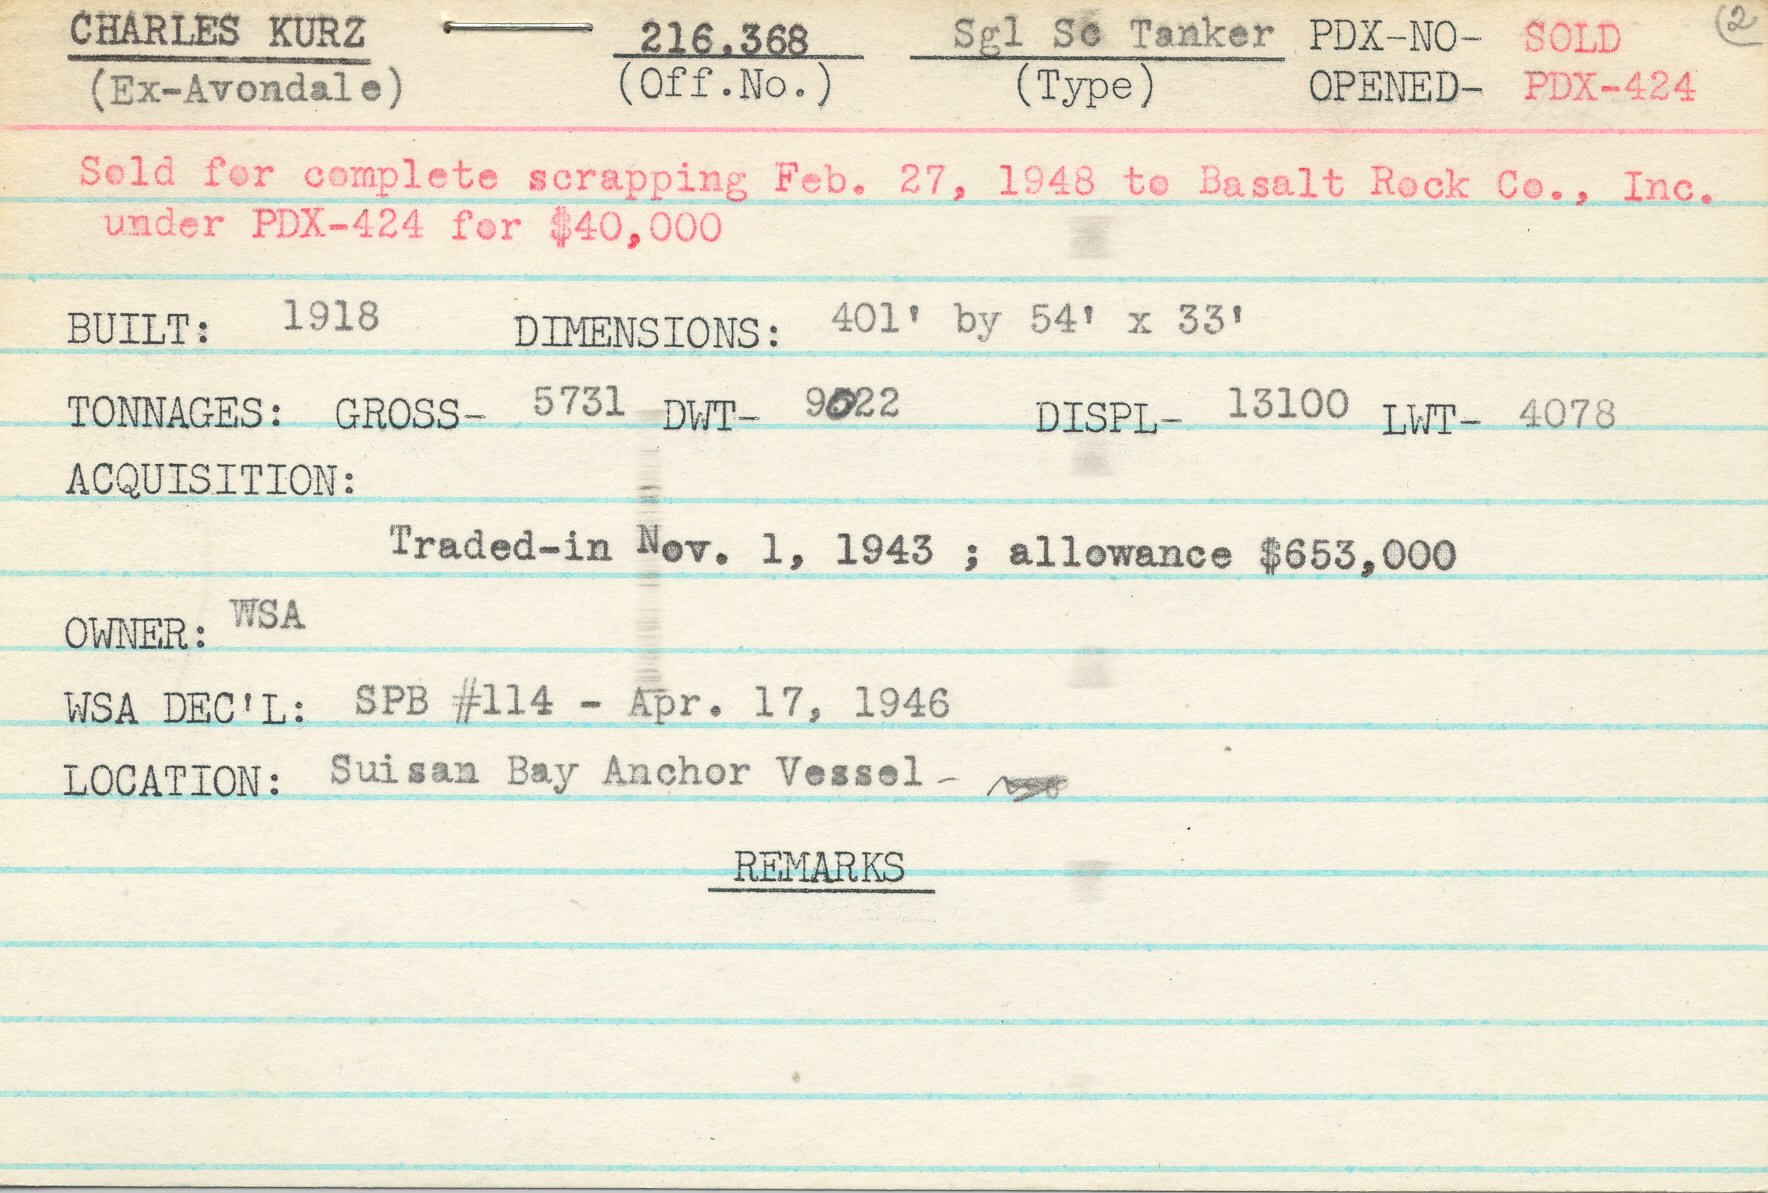 CHARLES KURZ 216,368 Sgl Sc Tanker PDX-NO- SOLD (2
(Ex-Avondale) (Off.No.) (Type) OPENED- PDX-424
Sold for complete scrapping Feb. 27, 1948 to Basalt Rock Co., Inc.
under PDX-424 for $40,000
BUILT: 1918 DIMENSIONS: 401' by 54' x 33'
TONNAGES: GROSS- 5731 DWT- 9022 DISPL- 13100 LWT- 4078
ACQUISITION:
Traded-in Nov. 1, 1943 ; allowance $653,000
OWNER: WSA
WSA DEC'L: SPB #114 - Apr. 17, 1946
LOCATION: Suisan Bay Anchor Vessel -
REMARKS